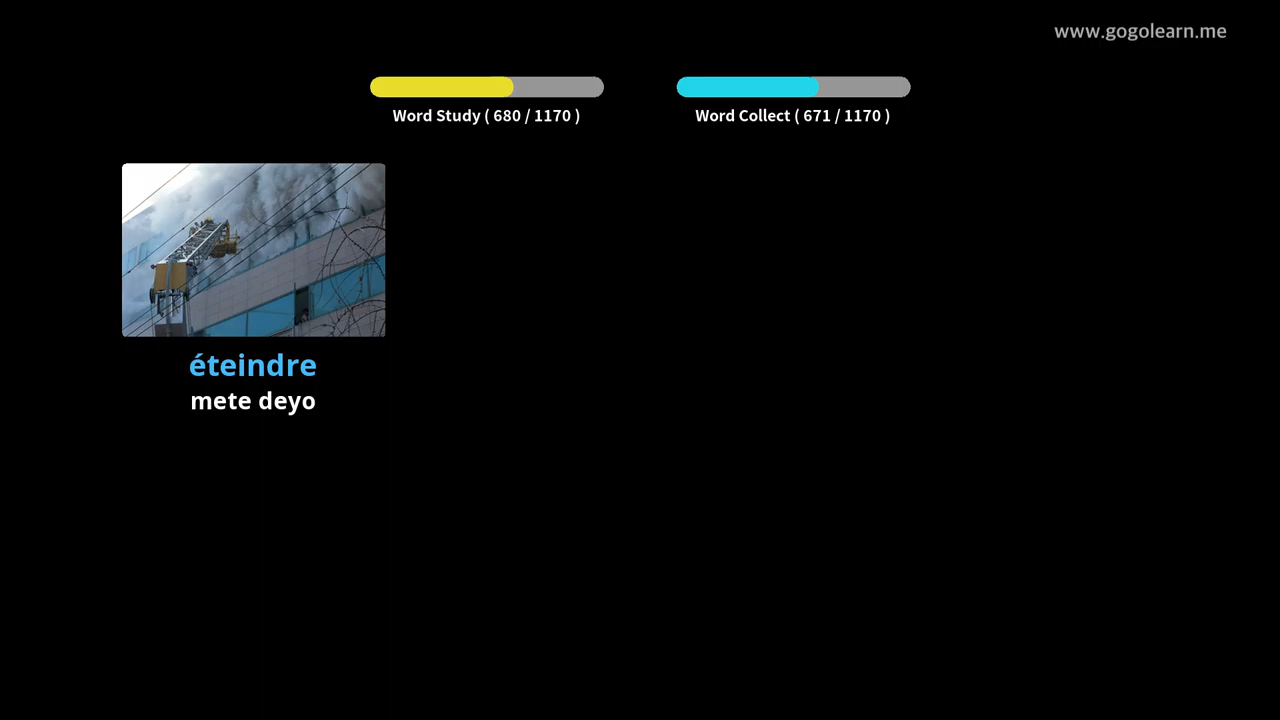 www.gogolearn.me
Word Study ( 680 / 1170 )
Word Collect ( 671 / 1170 )
éteindre
mete deyo